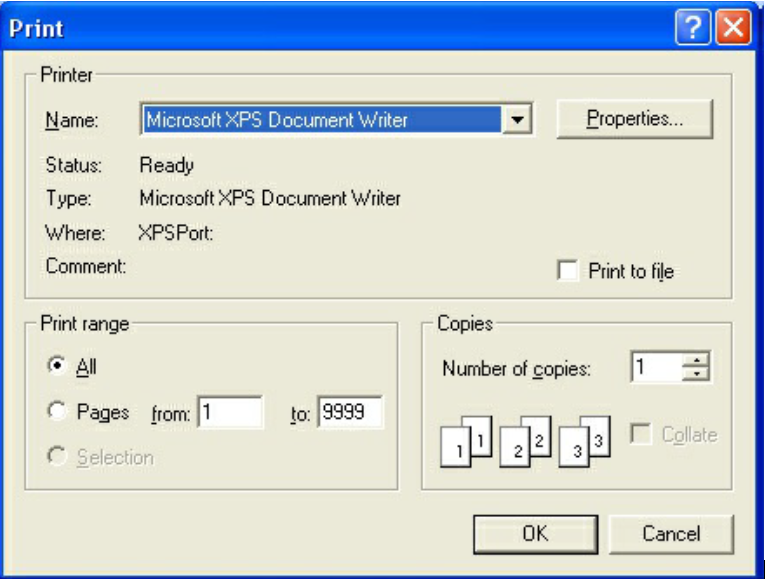 Print
Printer
Name: Microsoft XPS Document Writer Properties...
Status: Ready
Type: Microsoft XPS Document Writer
Where: XPSPort:
Comment: Print to file
Print range
All
Pages from: 1 to: 9999
Selection
Copies
Number of copies: 1
1 1 2 2 3 3 Collate
OK Cancel